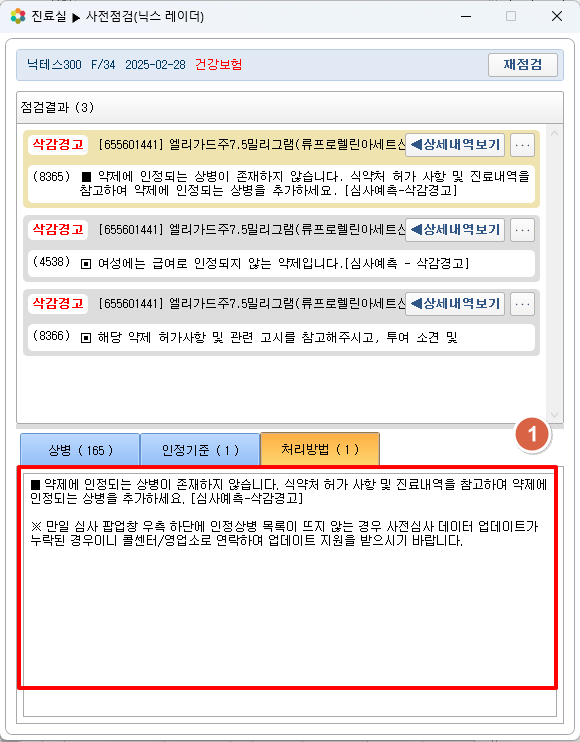 진료실 ▶ 사전점검(닉스 레이더)
닉테스300 F/34 2025-02-28 건강보험
재점검
점검결과 (3)
삭감경고 [655601441] 엘리가드주7.5밀리그램(류프로렐린아세트산 ◀상세내역보기 ...
(8365) ■ 약제에 인정되는 상병이 존재하지 않습니다. 식약처 허가 사항 및 진료내역을
참고하여 약제에 인정되는 상병을 추가하세요. [심사예측-삭감경고]
삭감경고 [655601441] 엘리가드주7.5밀리그램(류프로렐린아세트산 ◀상세내역보기 ...
(4538) ▣ 여성에는 급여로 인정되지 않는 약제입니다.[심사예측 - 삭감경고]
삭감경고 [655601441] 엘리가드주7.5밀리그램(류프로렐린아세트산 ◀상세내역보기 ...
(8366) ▣ 해당 약제 허가사항 및 관련 고시를 참고해주시고, 투여 소견 및
1
상병 ( 165 ) 인정기준 ( 1 ) 처리방법 ( 1 )
■ 약제에 인정되는 상병이 존재하지 않습니다. 식약처 허가 사항 및 진료내역을 참고하여 약제에
인정되는 상병을 추가하세요. [심사예측-삭감경고]
※ 만일 심사 팝업창 우측 하단에 인정상병 목록이 뜨지 않는 경우 사전심사 데이터 업데이트가
누락된 경우이니 콜센터/영업소로 연락하여 업데이트 지원을 받으시기 바랍니다.